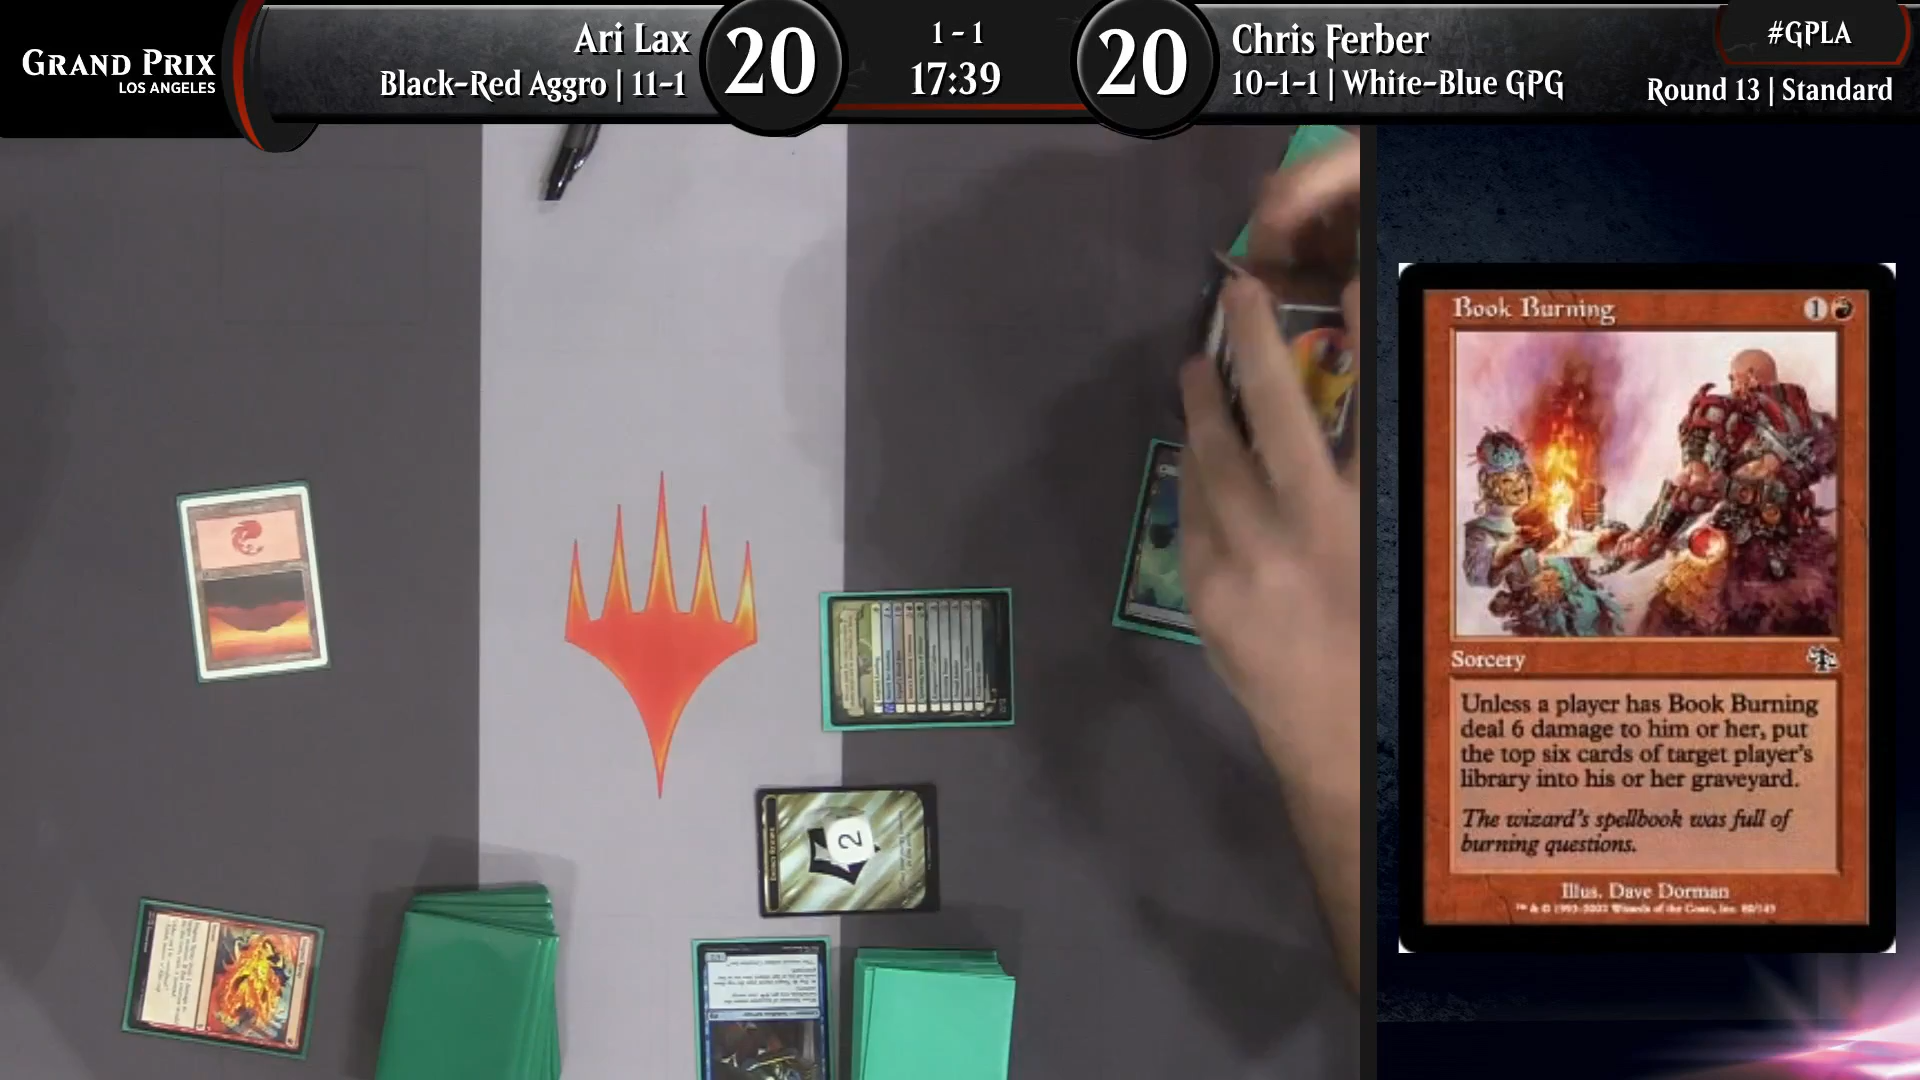 GRAND PRIX
LOS ANGELES
Ari Lax
Black-Red Aggro | 11-1
20
1 - 1
17:39
20
Chris Ferber
10-1-1 | White-Blue GPG
#GPLA
Round 13 | Standard
Book Burning
1
Sorcery
Unless a player has Book Burning
deal 6 damage to him or her, put
the top six cards of target player's
library into his or her graveyard.
The wizard's spellbook was full of
burning questions.
Illus. Dave Dorman
2